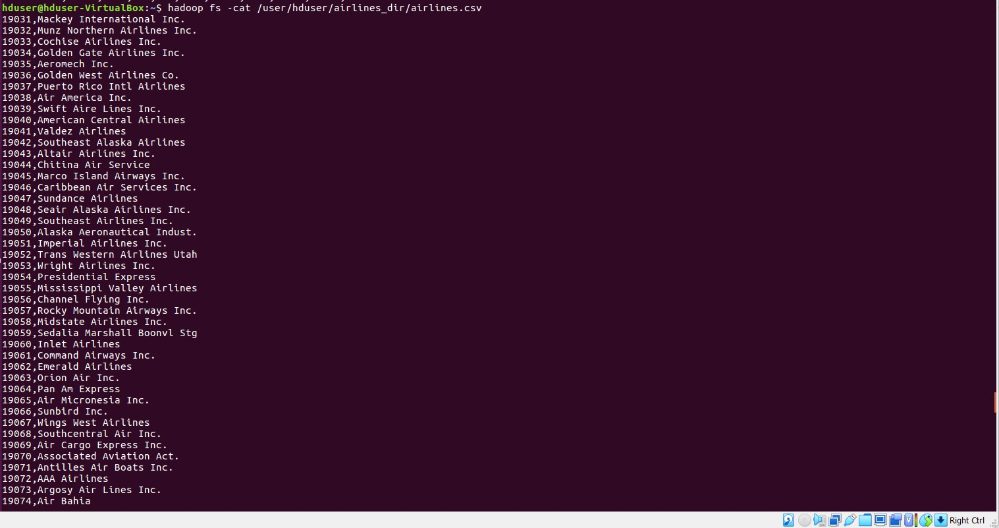 hduser@hduser-VirtualBox:~$ hadoop fs -cat /user/hduser/airlines_dir/airlines.csv
19031,Mackey International Inc.
19032,Munz Northern Airlines Inc.
19033,Cochise Airlines Inc.
19034,Golden Gate Airlines Inc.
19035,Aeromech Inc.
19036,Golden West Airlines Co.
19037,Puerto Rico Intl Airlines
19038,Air America Inc.
19039,Swift Aire Lines Inc.
19040,American Central Airlines
19041,Valdez Airlines
19042,Southeast Alaska Airlines
19043,Altair Airlines Inc.
19044,Chitina Air Service
19045,Marco Island Airways Inc.
19046,Caribbean Air Services Inc.
19047,Sundance Airlines
19048,Seair Alaska Airlines Inc.
19049,Southeast Airlines Inc.
19050,Alaska Aeronautical Indust.
19051,Imperial Airlines Inc.
19052,Trans Western Airlines Utah
19053,Wright Airlines Inc.
19054,Presidential Express
19055,Mississippi Valley Airlines
19056,Channel Flying Inc.
19057,Rocky Mountain Airways Inc.
19058,Midstate Airlines Inc.
19059,Sedalia Marshall Boonvl Stg
19060,Inlet Airlines
19061,Command Airways Inc.
19062,Emerald Airlines
19063,Orion Air Inc.
19064,Pan Am Express
19065,Air Micronesia Inc.
19066,Sunbird Inc.
19067,Wings West Airlines
19068,Southcentral Air Inc.
19069,Air Cargo Express Inc.
19070,Associated Aviation Act.
19071,Antilles Air Boats Inc.
19072,AAA Airlines
19073,Argosy Air Lines Inc.
19074,Air Bahia
Right Ctrl